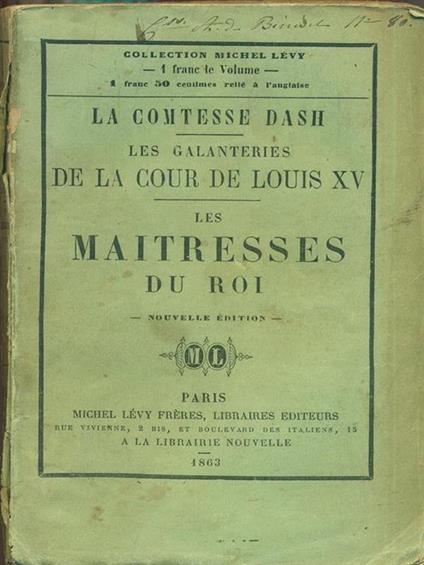 COLLECTION MICHEL LÉVY
— 1 franc le Volume —
1 franc 50 centimes relié à l'anglaise
LA COMTESSE DASH
LES GALANTERIES
DE LA COUR DE LOUIS XV
LES
MAITRESSES
DU ROI
— NOUVELLE ÉDITION —
ML
PARIS
MICHEL LÉVY FRÈRES, LIBRAIRES EDITEURS
RUE VIVIENNE, 2 BIS, ET BOULEVARD DES ITALIENS, 15
A LA LIBRAIRIE NOUVELLE
1863